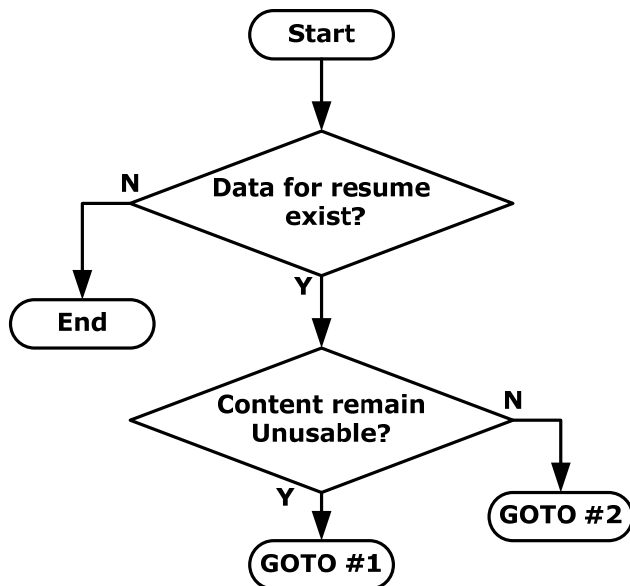 Start
N
Data for resume
exist?
Y
End
Content remain
Unusable?
N
Y
GOTO #2
GOTO #1